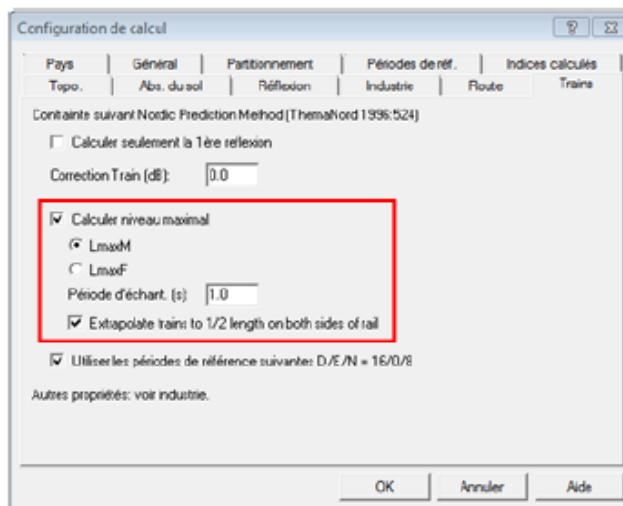 Configuration de calcul
Pays Général Partitionnement Périodes de réf. Indices calculés
Topo. Abs. du sol Réflexion Industrie Route Trains
Contrainte suivant Nordic Prediction Method (ThemaNord 1996:524)
Calculer seulement la 1ère reflexion
Correction Train (dB): 0.0
Calculer niveau maximal
LmaxM
LmaxF
Période d'échant. (s): 1.0
Extrapolate trains to 1/2 length on both sides of rail
Utiliser les périodes de référence suivantes D/E/N = 16/0/8
Autres propriétés: voir industrie.
OK Annuler Aide